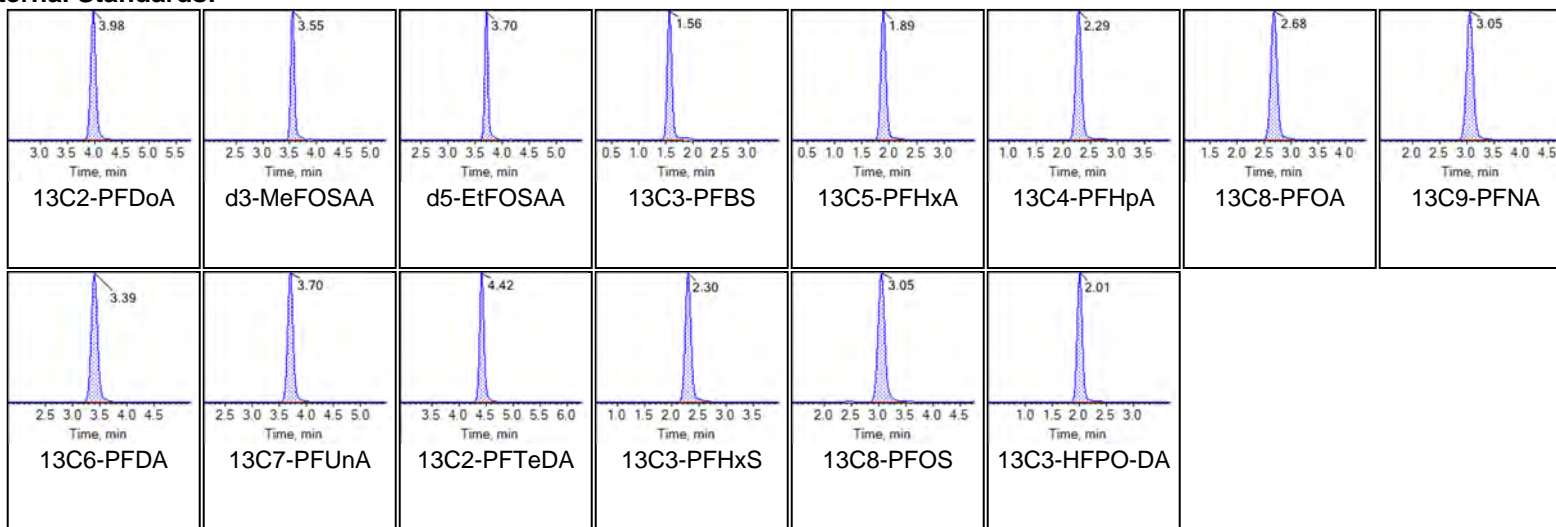 ternal Standards:
3.98
3.0 3.5 4.0 4.5 5.0 5.5
Time, min
13C2-PFDoA
3.55
2.5 3.0 3.5 4.0 4.5 5.0
Time, min
d3-MeFOSAA
3.70
2.5 3.0 3.5 4.0 4.5 5.0
Time, min
d5-EtFOSAA
1.56
0.5 1.0 1.5 2.0 2.5 3.0
Time, min
13C3-PFBS
1.89
0.5 1.0 1.5 2.0 2.5 3.0
Time, min
13C5-PFHxA
2.29
1.0 1.5 2.0 2.5 3.0 3.5
Time, min
13C4-PFHpA
2.68
1.5 2.0 2.5 3.0 3.5 4.0
Time, min
13C8-PFOA
3.05
2.0 2.5 3.0 3.5 4.0 4.5
Time, min
13C9-PFNA
3.39
2.5 3.0 3.5 4.0 4.5
Time, min
13C6-PFDA
3.70
2.5 3.0 3.5 4.0 4.5 5.0
Time, min
13C7-PFUnA
4.42
3.5 4.0 4.5 5.0 5.5 6.0
Time, min
13C2-PFTeDA
2.30
1.0 1.5 2.0 2.5 3.0 3.5
Time, min
13C3-PFHxS
3.05
2.0 2.5 3.0 3.5 4.0 4.5
Time, min
13C8-PFOS
2.01
1.0 1.5 2.0 2.5 3.0
Time, min
13C3-HFPO-DA